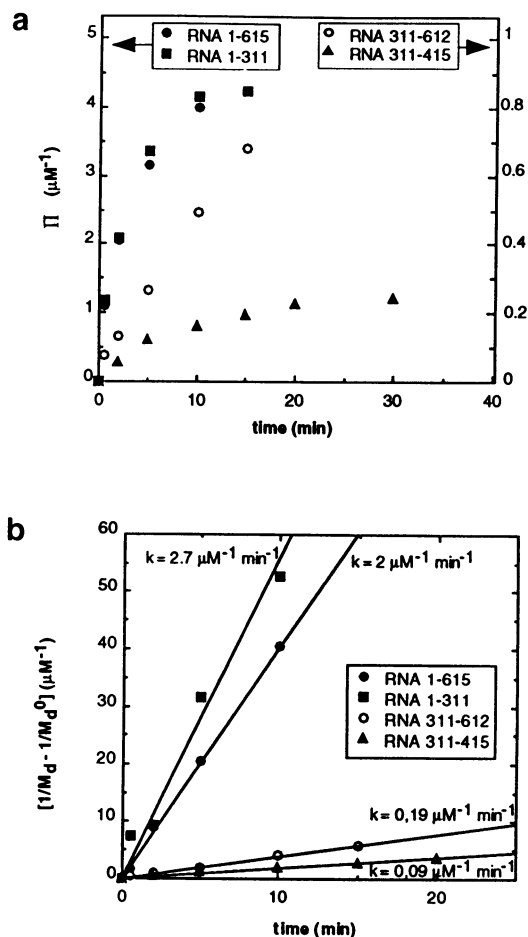 a
RNA 1-615
RNA 1-311
RNA 311-612
RNA 311-415
5
4
3
2
1
0
Π (µM⁻¹)
1
0.8
0.6
0.4
0.2
0
0 10 20 30 40
time (min)
b
60
50
40
30
20
10
0
[1/M_d - 1/M_d⁰] (µM⁻¹)
k = 2.7 µM⁻¹ min⁻¹
k = 2 µM⁻¹ min⁻¹
RNA 1-615
RNA 1-311
RNA 311-612
RNA 311-415
k = 0,19 µM⁻¹ min⁻¹
k = 0,09 µM⁻¹ min⁻¹
0 10 20
time (min)